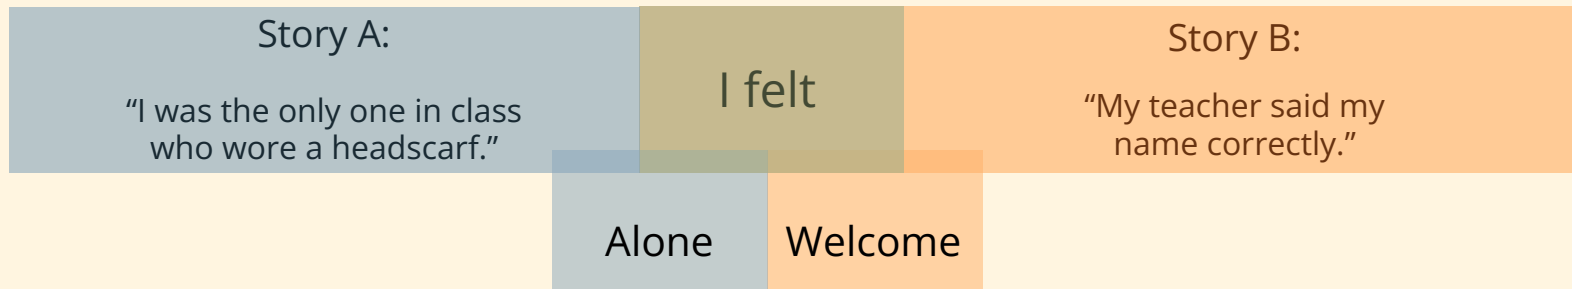 Story A:
“I was the only one in class
who wore a headscarf.”
I felt
Story B:
“My teacher said my
name correctly.”
Alone
Welcome